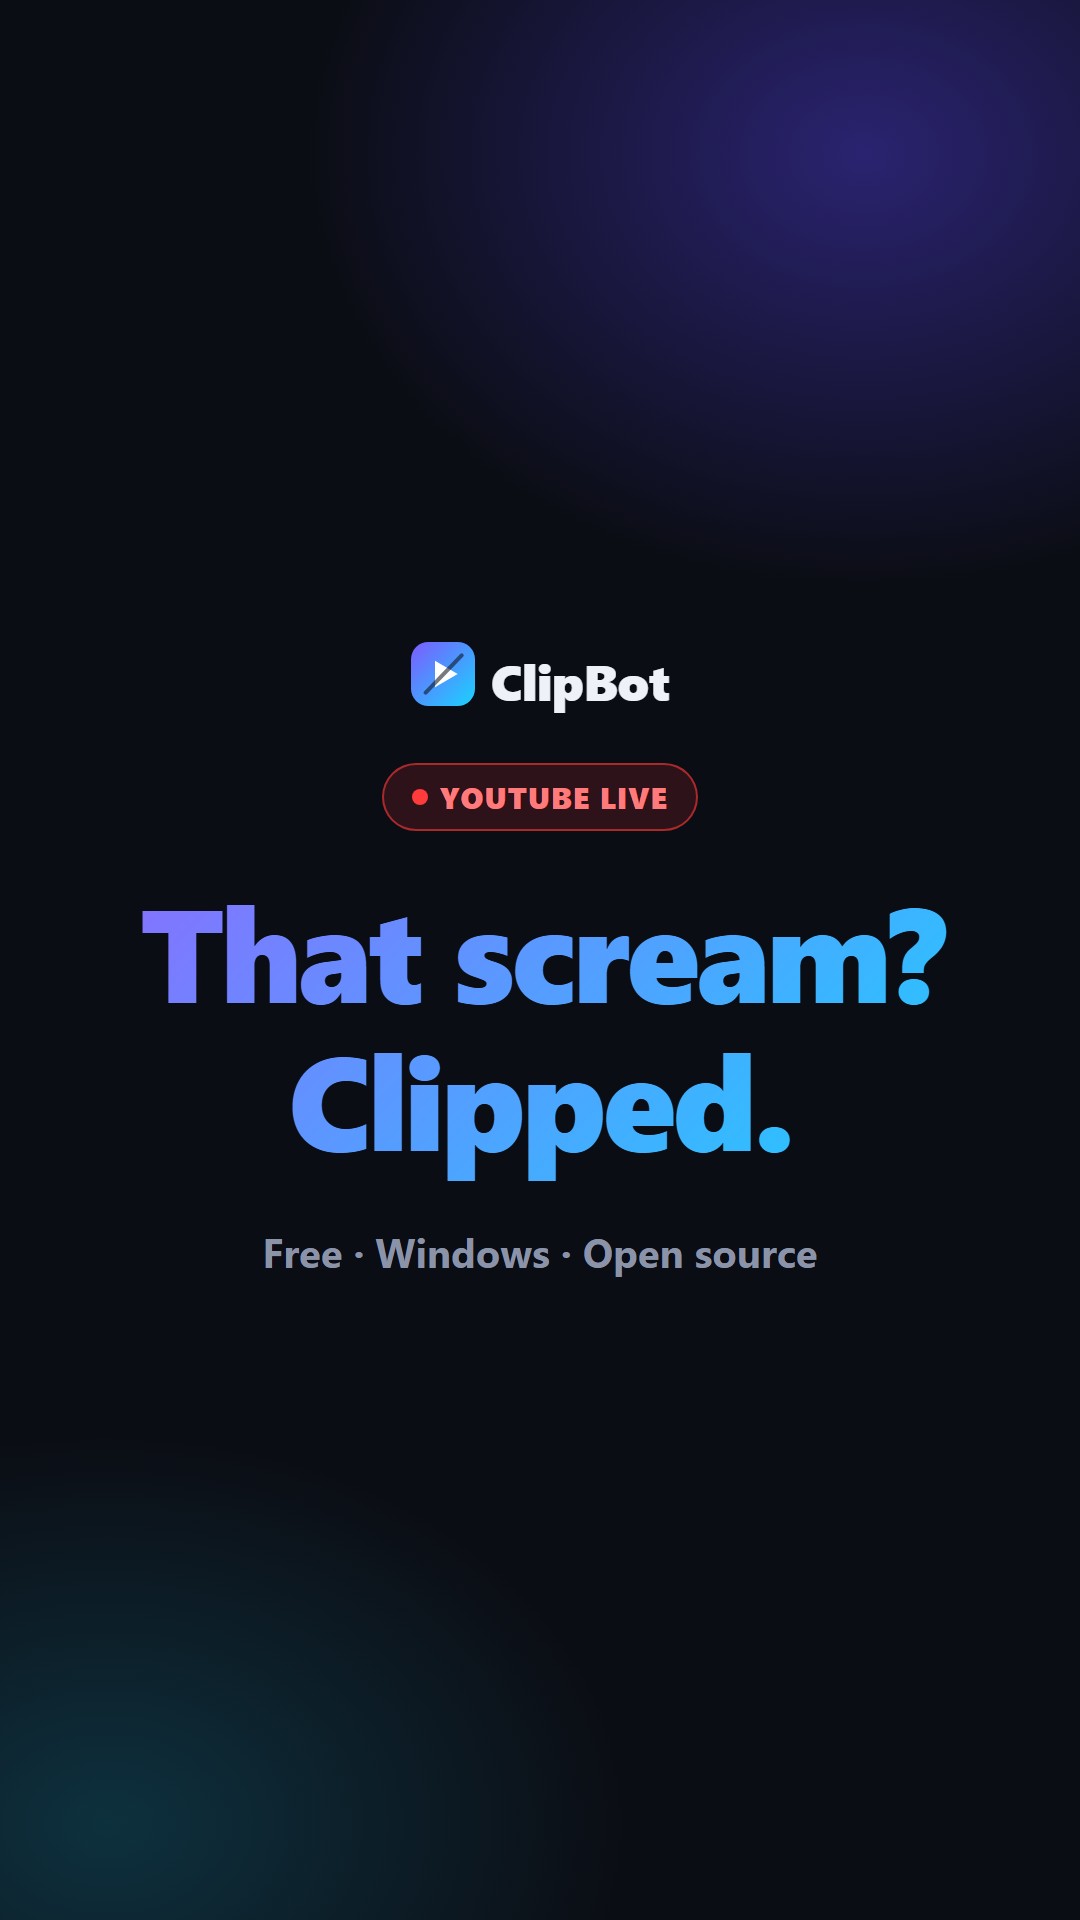 ClipBot
YOUTUBE LIVE
That scream?
Clipped.
Free · Windows · Open source